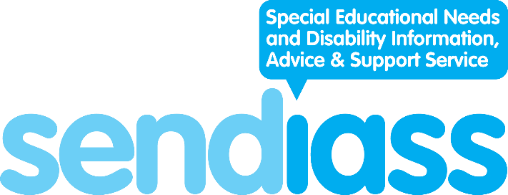 Special Educational Needs
and Disability Information,
Advice & Support Service
sendiass